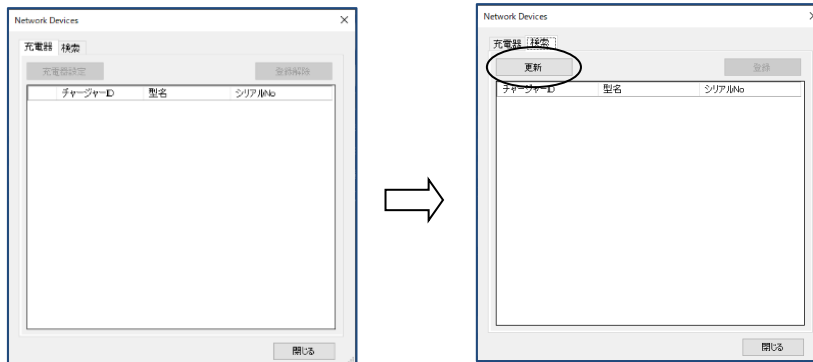 Network Devices
充電器 検索
充電器設定 登録解除
チャージャーID 型名 シリアルNo
閉じる
Network Devices
充電器 検索
更新 登録
チャージャーID 型名 シリアルNo
閉じる